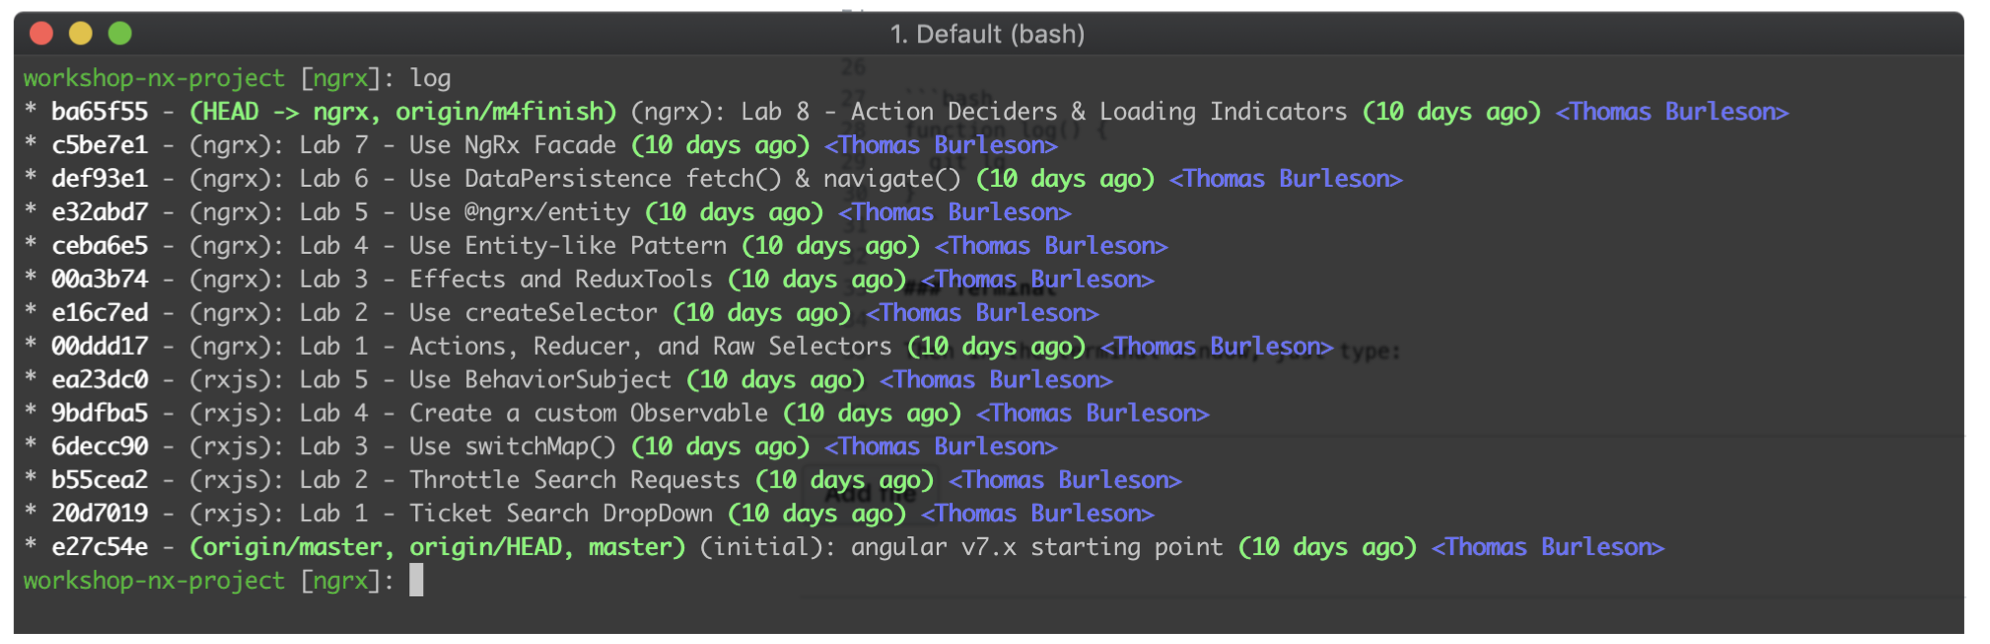 1. Default (bash)
workshop-nx-project [ngrx]: log
* ba65f55 - (HEAD -> ngrx, origin/m4finish) (ngrx): Lab 8 - Action Deciders & Loading Indicators (10 days ago) <Thomas Burleson>
* c5be7e1 - (ngrx): Lab 7 - Use NgRx Facade (10 days ago) <Thomas Burleson>
* def93e1 - (ngrx): Lab 6 - Use DataPersistence fetch() & navigate() (10 days ago) <Thomas Burleson>
* e32abd7 - (ngrx): Lab 5 - Use @ngrx/entity (10 days ago) <Thomas Burleson>
* ceba6e5 - (ngrx): Lab 4 - Use Entity-like Pattern (10 days ago) <Thomas Burleson>
* 00a3b74 - (ngrx): Lab 3 - Effects and ReduxTools (10 days ago) <Thomas Burleson>
* e16c7ed - (ngrx): Lab 2 - Use createSelector (10 days ago) <Thomas Burleson>
* 00ddd17 - (ngrx): Lab 1 - Actions, Reducer, and Raw Selectors (10 days ago) <Thomas Burleson>
* ea23dc0 - (rxjs): Lab 5 - Use BehaviorSubject (10 days ago) <Thomas Burleson>
* 9bdfba5 - (rxjs): Lab 4 - Create a custom Observable (10 days ago) <Thomas Burleson>
* 6decc90 - (rxjs): Lab 3 - Use switchMap() (10 days ago) <Thomas Burleson>
* b55cea2 - (rxjs): Lab 2 - Throttle Search Requests (10 days ago) <Thomas Burleson>
* 20d7019 - (rxjs): Lab 1 - Ticket Search DropDown (10 days ago) <Thomas Burleson>
* e27c54e - (origin/master, origin/HEAD, master) (initial): angular v7.x starting point (10 days ago) <Thomas Burleson>
workshop-nx-project [ngrx]: